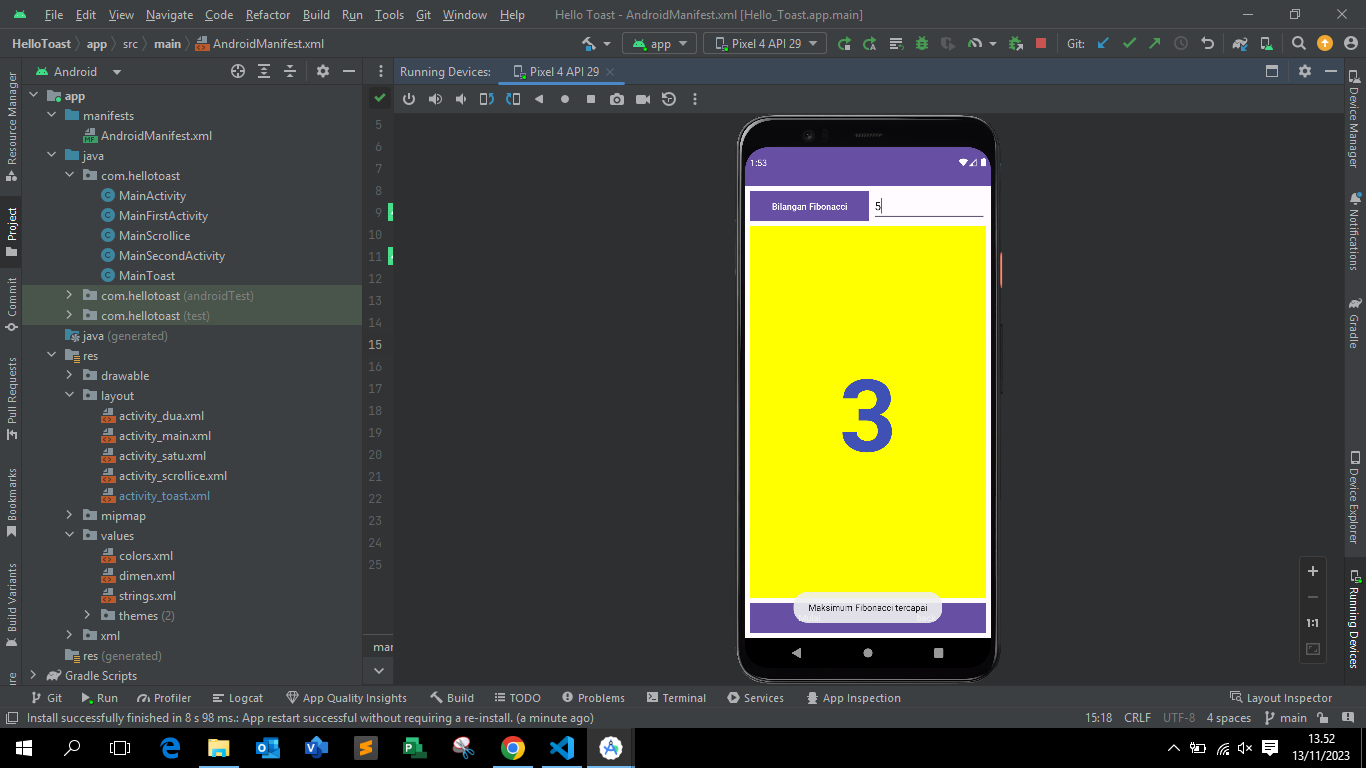 File Edit View Navigate Code Refactor Build Run Tools Git Window Help Hello Toast - AndroidManifest.xml [Hello_Toast.app.main]
HelloToast app src main AndroidManifest.xml app Pixel 4 API 29 Git:
Android Running Devices: Pixel 4 API 29
Resource Manager
Project
Commit
Pull Requests
Bookmarks
Build Variants
app
manifests
AndroidManifest.xml
java
com.hellotoast
MainActivity
MainFirstActivity
MainScrollice
MainSecondActivity
MainToast
com.hellotoast (androidTest)
com.hellotoast (test)
java (generated)
res
drawable
layout
activity_dua.xml
activity_main.xml
activity_satu.xml
activity_scrollice.xml
activity_toast.xml
mipmap
values
colors.xml
dimen.xml
strings.xml
themes (2)
xml
res (generated)
Gradle Scripts
5
6
7
8
9
10
11
12
13
14
15
16
17
18
19
20
21
22
23
24
25
mar
1:53
Bilangan Fibonacci 5
3
Maksimum Fibonacci tercapai
1:1
Device Manager
Notifications
Gradle
Device Explorer
Running Devices
Git Run Profiler Logcat App Quality Insights Build TODO Problems Terminal Services App Inspection Layout Inspector
Install successfully finished in 8 s 98 ms.: App restart successful without requiring a re-install. (a minute ago) 15:18 CRLF UTF-8 4 spaces main
13.52
13/11/2023